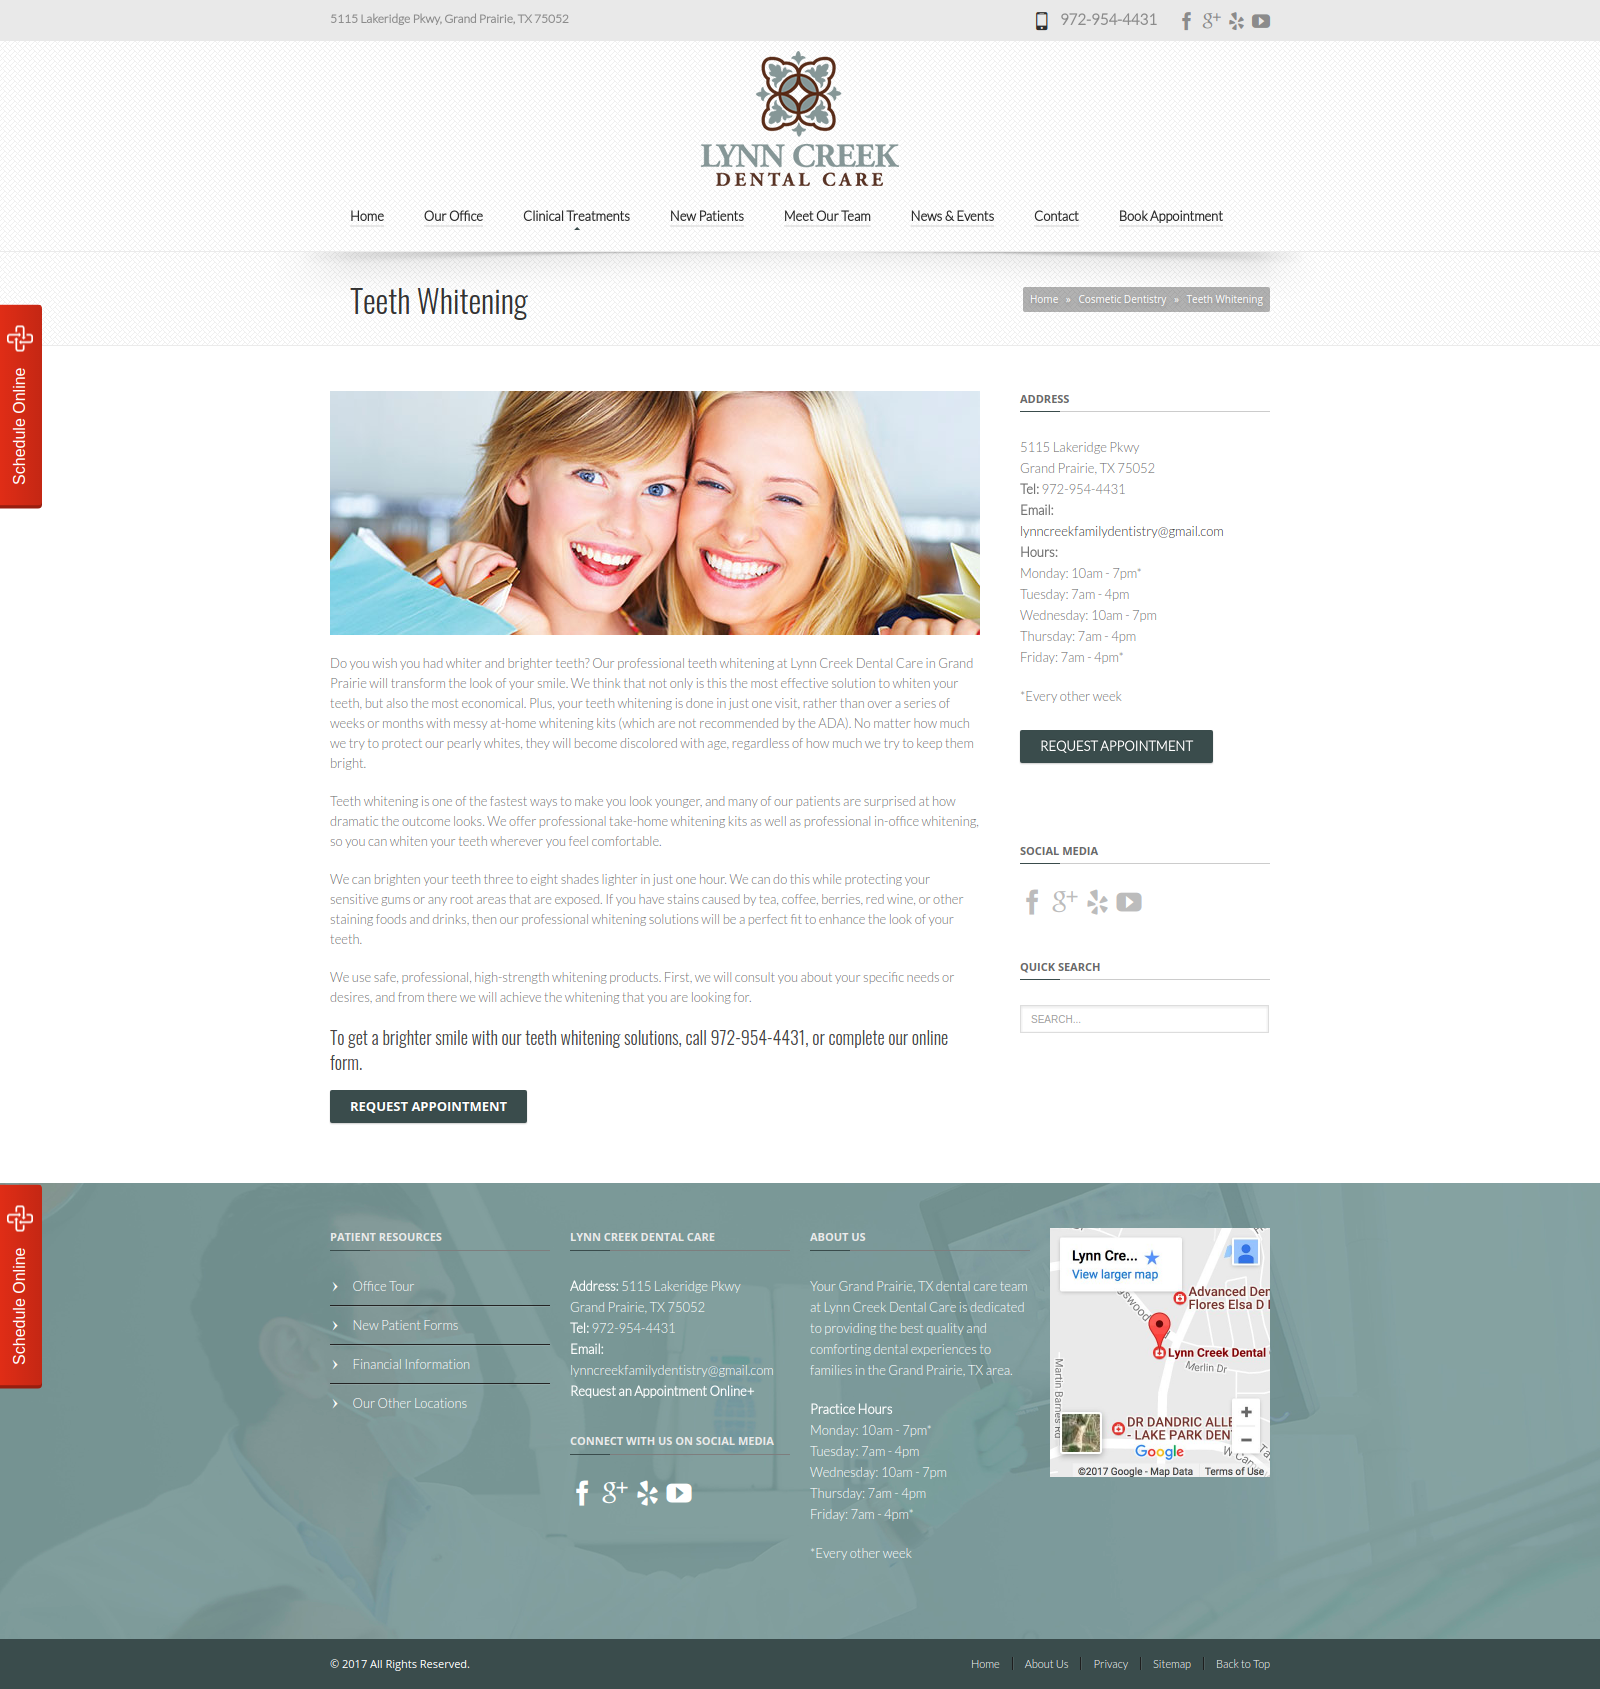 5115 Lakeridge Pkwy, Grand Prairie, TX 75052
972-954-4431
LYNN CREEK
DENTAL CARE
Home
Our Office
Clinical Treatments
New Patients
Meet Our Team
News & Events
Contact
Book Appointment
Teeth Whitening
Home » Cosmetic Dentistry » Teeth Whitening
Schedule Online
Do you wish you had whiter and brighter teeth? Our professional teeth whitening at Lynn Creek Dental Care in Grand
Prairie will transform the look of your smile. We think that not only is this the most effective solution to whiten your
teeth, but also the most economical. Plus, your teeth whitening is done in just one visit, rather than over a series of
weeks or months with messy at-home whitening kits (which are not recommended by the ADA). No matter how much
we try to protect our pearly whites, they will become discolored with age, regardless of how much we try to keep them
bright.
Teeth whitening is one of the fastest ways to make you look younger, and many of our patients are surprised at how
dramatic the outcome looks. We offer professional take-home whitening kits as well as professional in-office whitening,
so you can whiten your teeth wherever you feel comfortable.
We can brighten your teeth three to eight shades lighter in just one hour. We can do this while protecting your
sensitive gums or any root areas that are exposed. If you have stains caused by tea, coffee, berries, red wine, or other
staining foods and drinks, then our professional whitening solutions will be a perfect fit to enhance the look of your
teeth.
We use safe, professional, high-strength whitening products. First, we will consult you about your specific needs or
desires, and from there we will achieve the whitening that you are looking for.
To get a brighter smile with our teeth whitening solutions, call 972-954-4431, or complete our online
form.
REQUEST APPOINTMENT
ADDRESS
5115 Lakeridge Pkwy
Grand Prairie, TX 75052
Tel: 972-954-4431
Email:
lynncreekfamilydentistry@gmail.com
Hours:
Monday: 10am - 7pm*
Tuesday: 7am - 4pm
Wednesday: 10am - 7pm
Thursday: 7am - 4pm
Friday: 7am - 4pm*
*Every other week
REQUEST APPOINTMENT
SOCIAL MEDIA
QUICK SEARCH
SEARCH...
Schedule Online
PATIENT RESOURCES
Office Tour
New Patient Forms
Financial Information
Our Other Locations
LYNN CREEK DENTAL CARE
Address: 5115 Lakeridge Pkwy
Grand Prairie, TX 75052
Tel: 972-954-4431
Email:
lynncreekfamilydentistry@gmail.com
Request an Appointment Online+
CONNECT WITH US ON SOCIAL MEDIA
ABOUT US
Your Grand Prairie, TX dental care team
at Lynn Creek Dental Care is dedicated
to providing the best quality and
comforting dental experiences to
families in the Grand Prairie, TX area.
Practice Hours
Monday: 10am - 7pm*
Tuesday: 7am - 4pm
Wednesday: 10am - 7pm
Thursday: 7am - 4pm
Friday: 7am - 4pm*
*Every other week
Lynn Cre...
View larger map
Advanced Den
Flores Elsa D
Lynn Creek Dental
Merlin Dr
Martin Barnes Rd
DR DANDRIC ALLE
- LAKE PARK DEN
Google
©2017 Google - Map Data
Terms of Use
© 2017 All Rights Reserved.
Home
About Us
Privacy
Sitemap
Back to Top